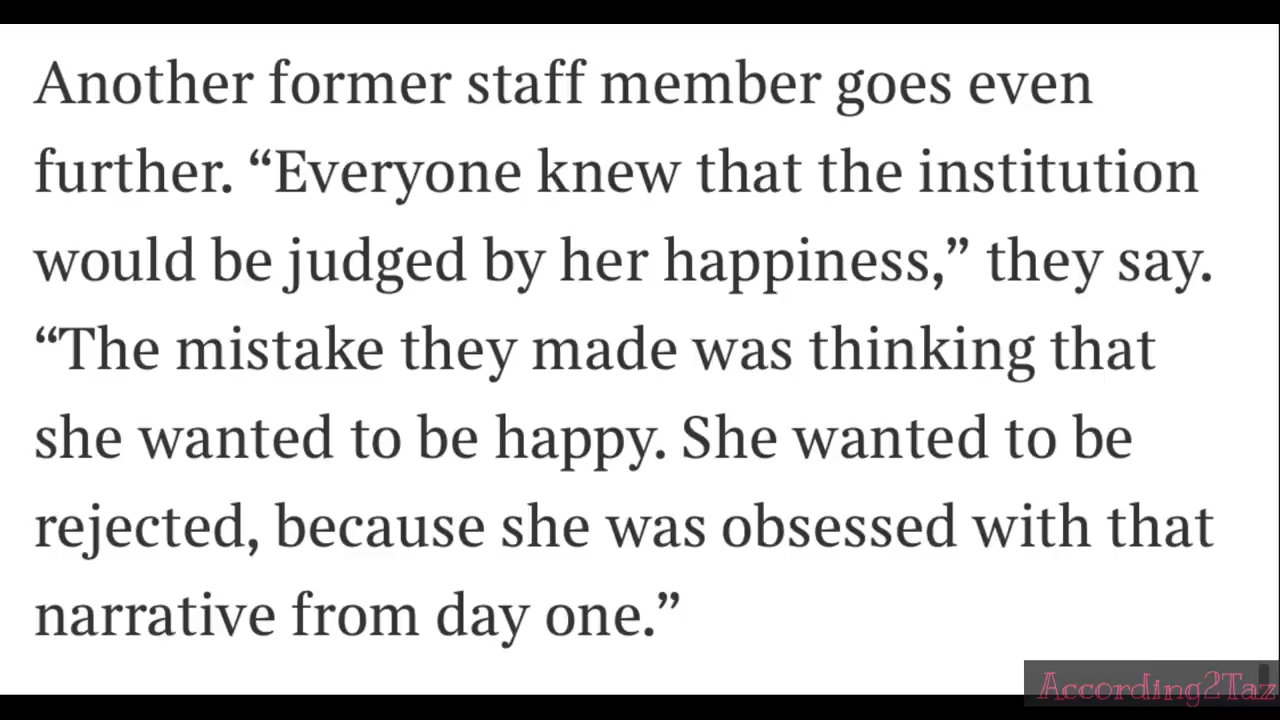 Another former staff member goes even
further. “Everyone knew that the institution
would be judged by her happiness,” they say.
“The mistake they made was thinking that
she wanted to be happy. She wanted to be
rejected, because she was obsessed with that
narrative from day one.”
According2Taz